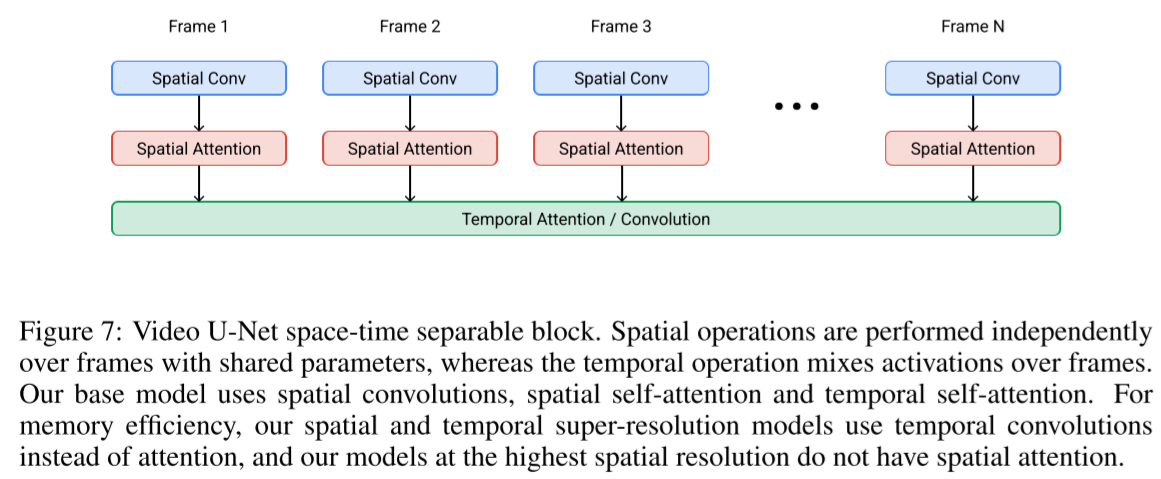 Frame 1 Frame 2 Frame 3 Frame N
Spatial Conv Spatial Conv Spatial Conv Spatial Conv
Spatial Attention Spatial Attention Spatial Attention Spatial Attention
Temporal Attention / Convolution
Figure 7: Video U-Net space-time separable block. Spatial operations are performed independently
over frames with shared parameters, whereas the temporal operation mixes activations over frames.
Our base model uses spatial convolutions, spatial self-attention and temporal self-attention. For
memory efficiency, our spatial and temporal super-resolution models use temporal convolutions
instead of attention, and our models at the highest spatial resolution do not have spatial attention.